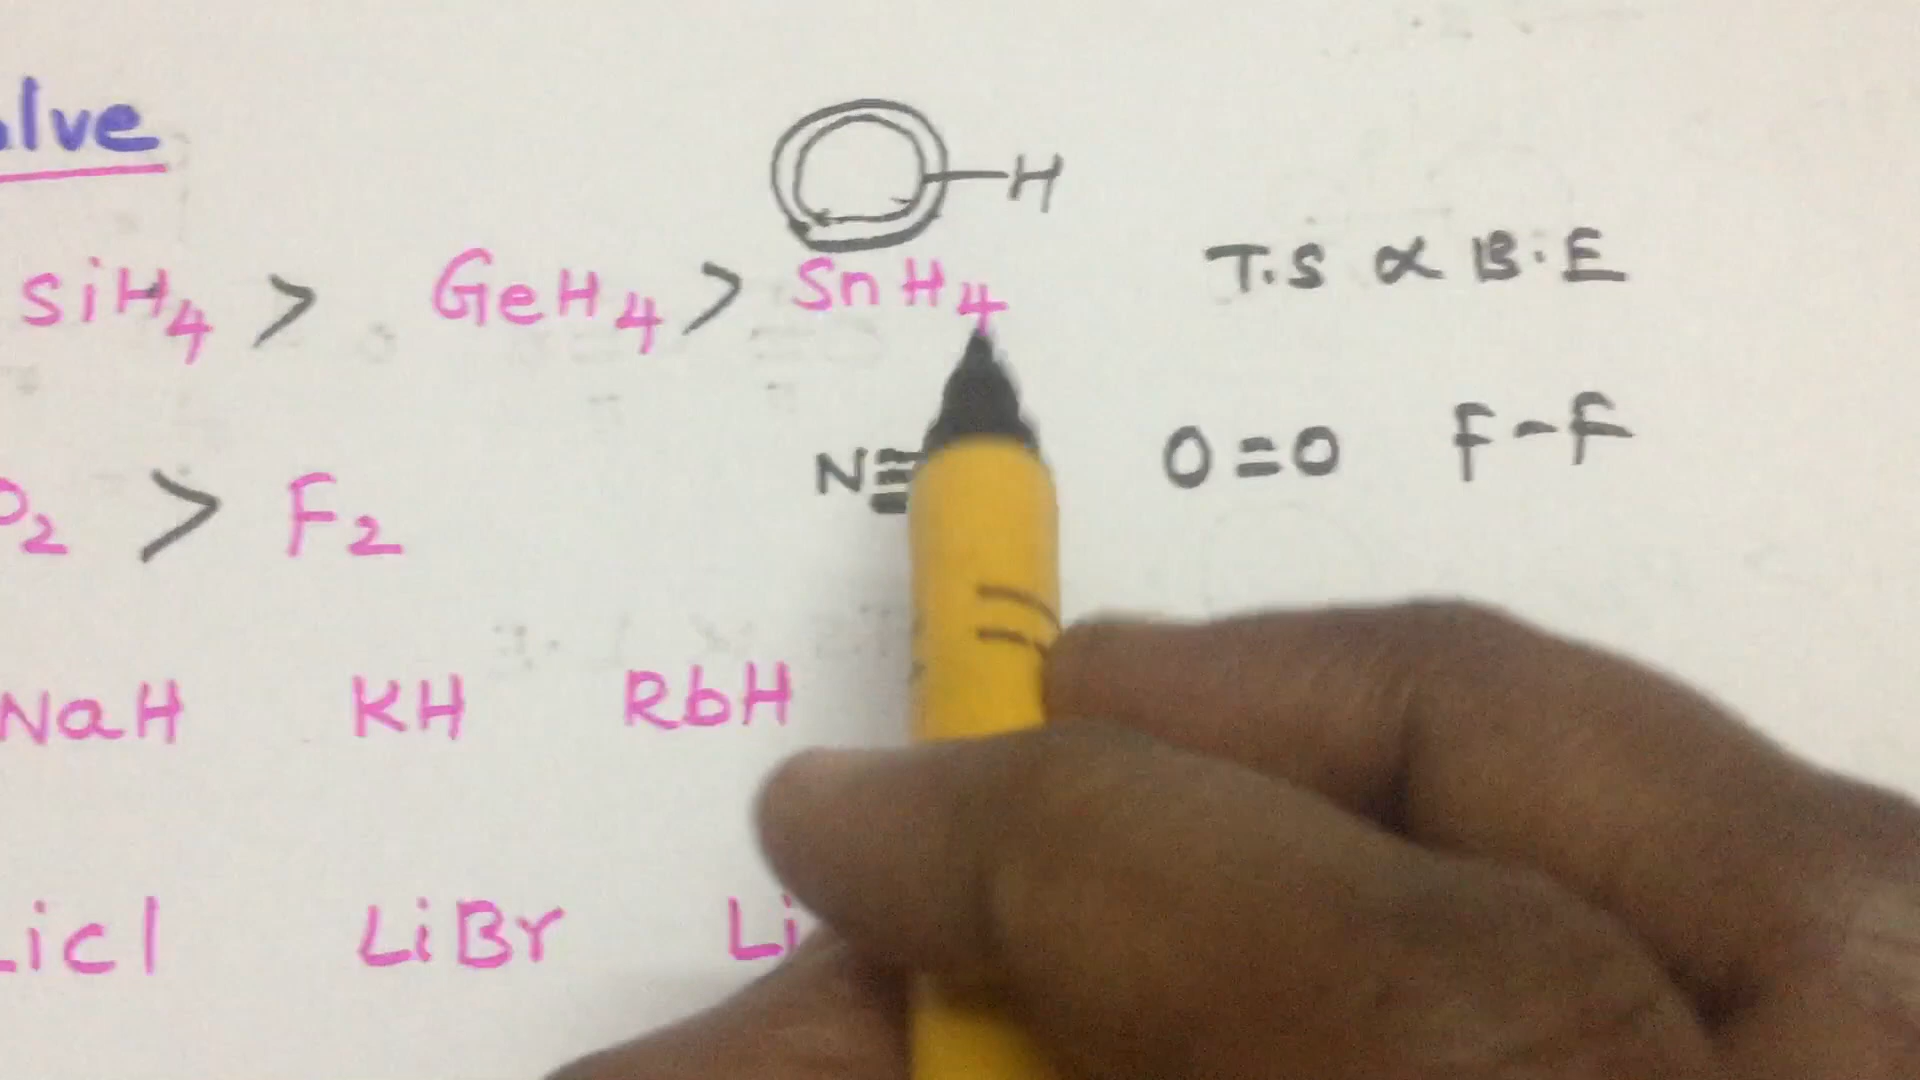 lve
H
SiH4 > GeH4 > SnH4 T.S ∝ B.E
N≡ O=O F-F
2 > F2
NaH KH RbH
Licl LiBr Li